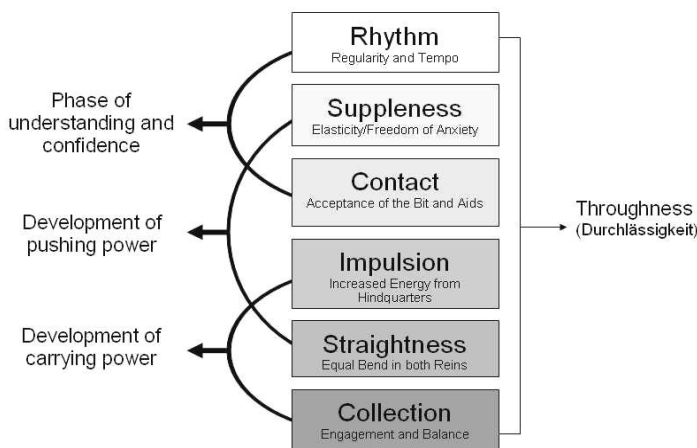 Rhythm
Regularity and Tempo
Suppleness
Elasticity/Freedom of Anxiety
Contact
Acceptance of the Bit and Aids
Impulsion
Increased Energy from
Hindquarters
Straightness
Equal Bend in both Reins
Collection
Engagement and Balance
Phase of
understanding and
confidence
Development of
pushing power
Development of
carrying power
Throughness
(Durchlässigkeit)